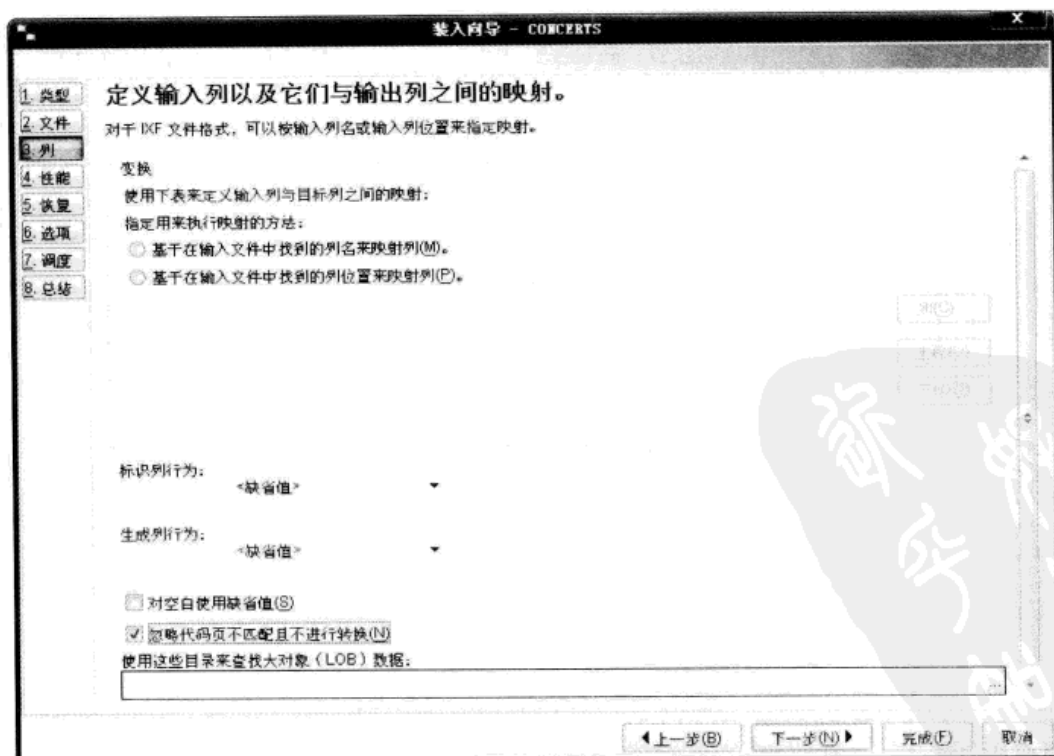 装入向导 - CONCERTS
1. 类型
2. 文件
3. 列
4. 性能
5. 恢复
6. 选项
7. 调度
8. 总结
定义输入列以及它们与输出列之间的映射。
对于 IXF 文件格式，可以按输入列名或输入列位置来指定映射。
变换
使用下表来定义输入列与目标列之间的映射：
指定用来执行映射的方法：
基于在输入文件中找到的列名来映射列(M)。
基于在输入文件中找到的列位置来映射列(P)。
标识列行为：
<缺省值>
生成列行为：
<缺省值>
对空白使用缺省值(S)
忽略代码页不匹配且不进行转换(N)
使用这些目录来查找大对象（LOB）数据：
...
上一步(B)
下一步(N)
完成(F)
取消